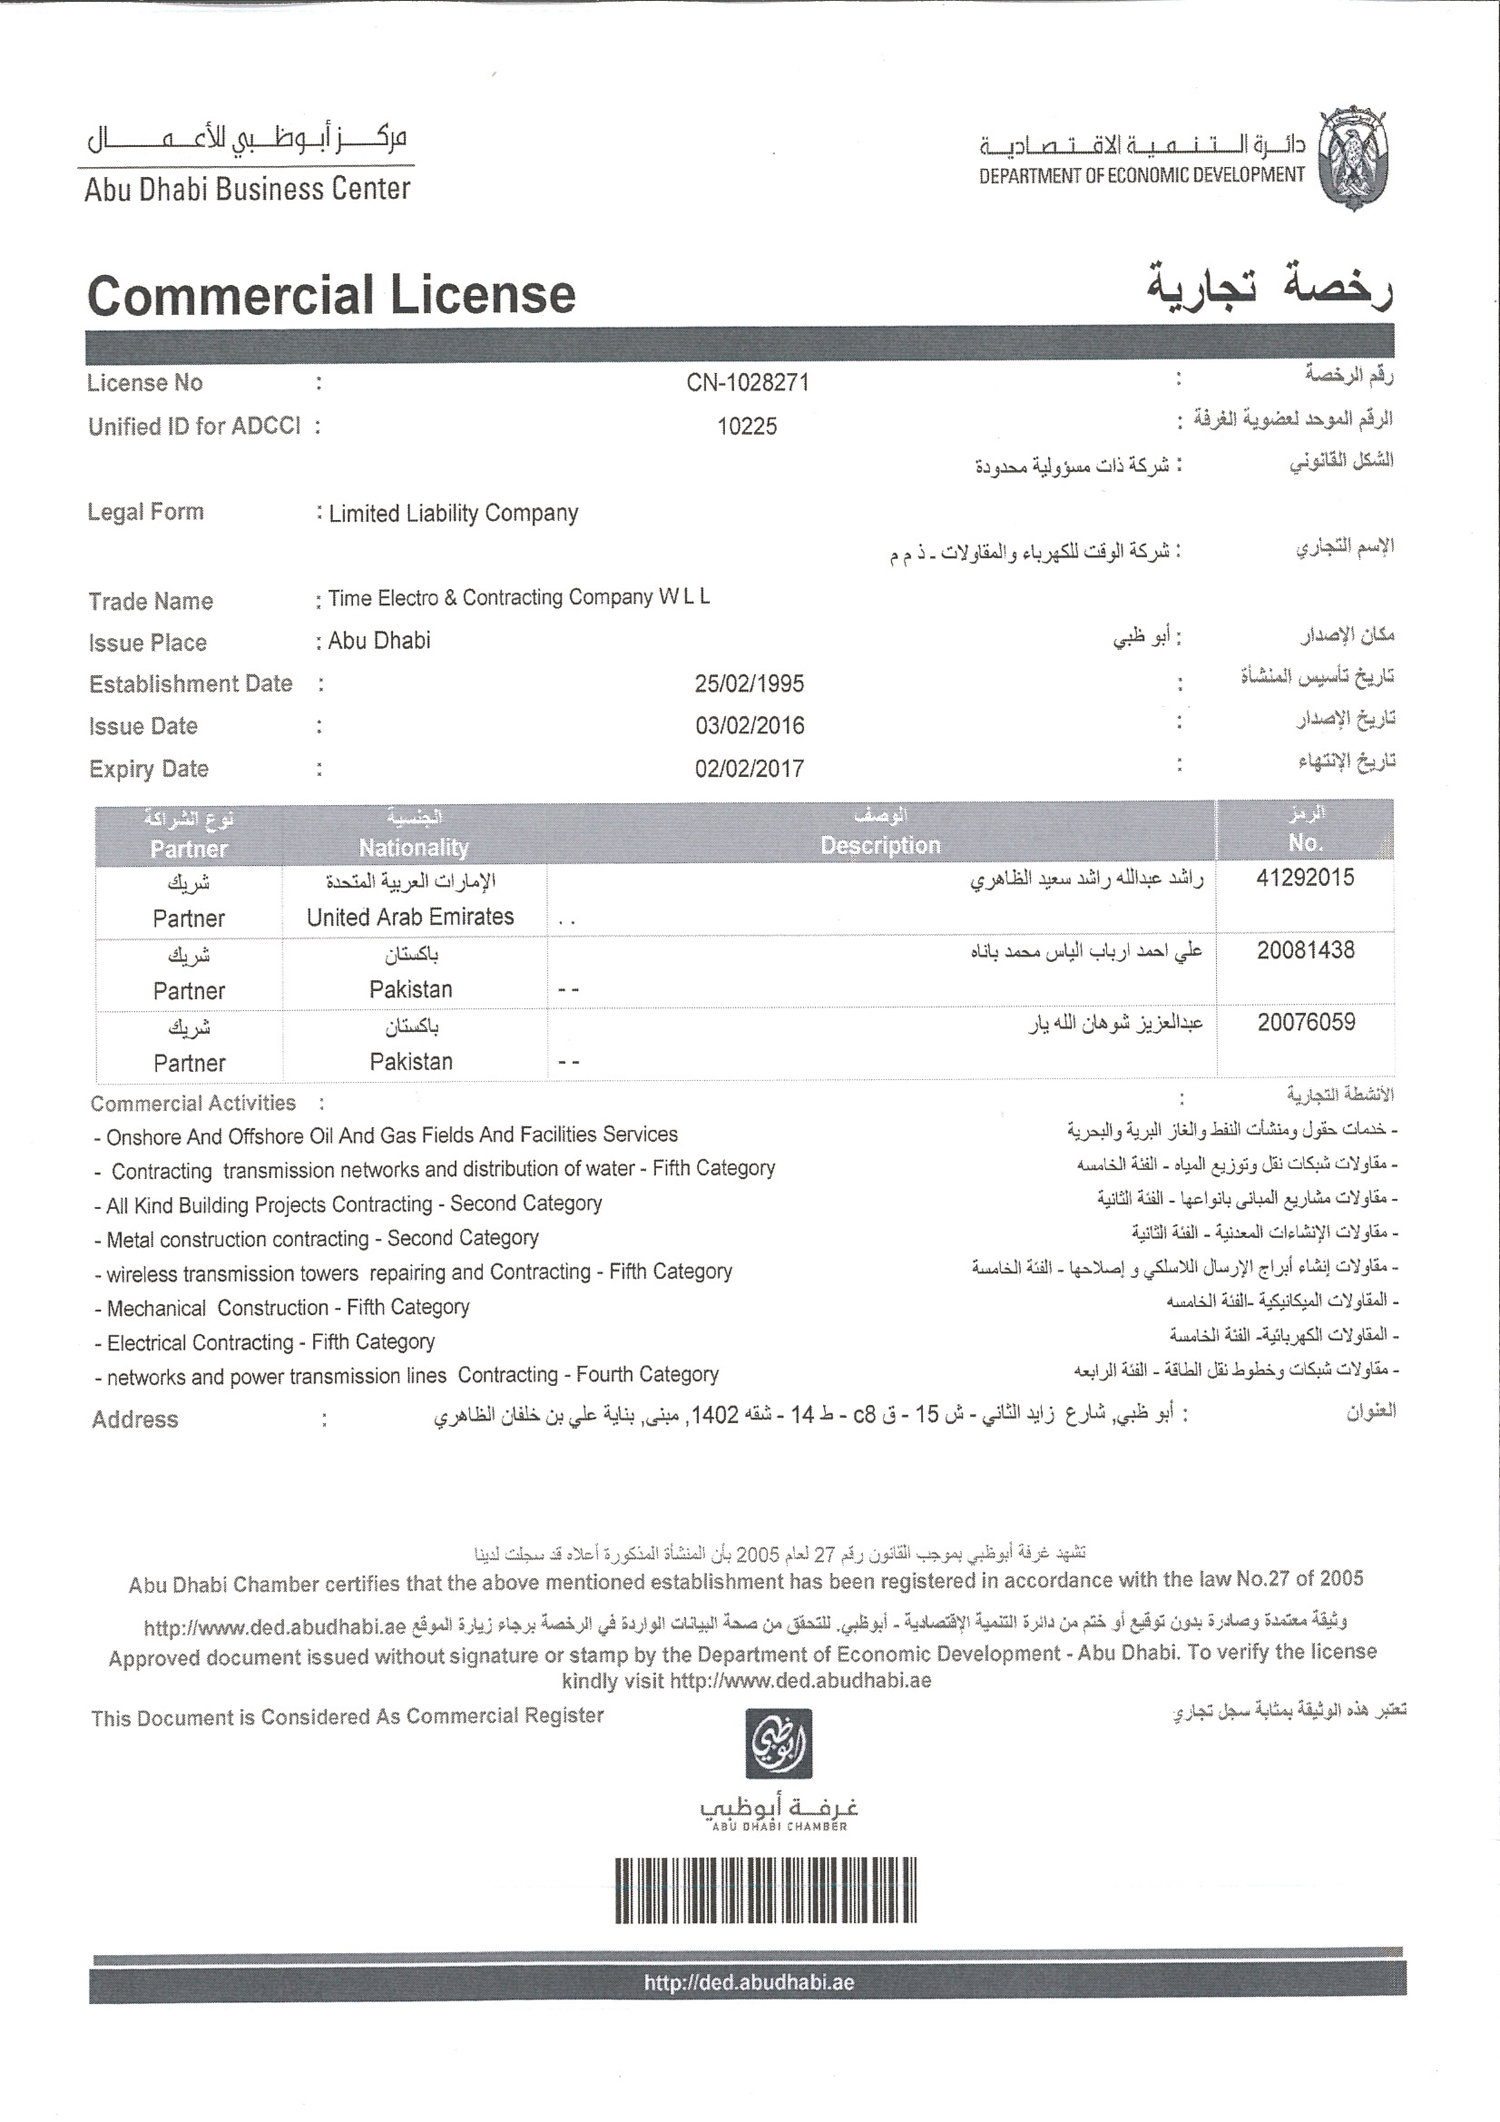 مركز أبوظبي للأعمال
Abu Dhabi Business Center
دائرة التنمية الاقتصادية
DEPARTMENT OF ECONOMIC DEVELOPMENT
Commercial License رخصة تجارية
License No : CN-1028271 : رقم الرخصة
Unified ID for ADCCI : 10225 : الرقم الموحد لعضوية الغرفة
الشكل القانوني : شركة ذات مسؤولية محدودة
Legal Form : Limited Liability Company
الإسم التجاري : شركة الوقت للكهرباء والمقاولات - ذ م م
Trade Name : Time Electro & Contracting Company W L L
Issue Place : Abu Dhabi مكان الإصدار : أبو ظبي
Establishment Date : 25/02/1995 : تاريخ تأسيس المنشأة
Issue Date : 03/02/2016 : تاريخ الإصدار
Expiry Date : 02/02/2017 : تاريخ الإنتهاء
نوع الشراكة الجنسية الوصف الرمز
Partner Nationality Description No.
شريك الإمارات العربية المتحدة راشد عبدالله راشد سعيد الظاهري 41292015
Partner United Arab Emirates . .
شريك باكستان علي احمد ارباب الياس محمد باناه 20081438
Partner Pakistan - -
شريك باكستان عبدالعزيز شوهان الله يار 20076059
Partner Pakistan - -
Commercial Activities : : الأنشطة التجارية
- Onshore And Offshore Oil And Gas Fields And Facilities Services - خدمات حقول ومنشأت النفط والغاز البرية والبحرية
- Contracting transmission networks and distribution of water - Fifth Category - مقاولات شبكات نقل وتوزيع المياه - الفئة الخامسه
- All Kind Building Projects Contracting - Second Category - مقاولات مشاريع المبانى بانواعها - الفئة الثانية
- Metal construction contracting - Second Category - مقاولات الإنشاءات المعدنية - الفئة الثانية
- wireless transmission towers repairing and Contracting - Fifth Category - مقاولات إنشاء أبراج الإرسال اللاسلكي و إصلاحها - الفئة الخامسة
- Mechanical Construction - Fifth Category - المقاولات الميكانيكية -الفئة الخامسه
- Electrical Contracting - Fifth Category - المقاولات الكهربائية- الفئة الخامسة
- networks and power transmission lines Contracting - Fourth Category - مقاولات شبكات وخطوط نقل الطاقة - الفئة الرابعه
Address : العنوان : أبو ظبي, شارع زايد الثاني - ش 15 - ق c8 - ط 14 - شقه 1402, مبنى, بناية علي بن خلفان الظاهري
تشهد غرفة أبوظبي بموجب القانون رقم 27 لعام 2005 بأن المنشأة المذكورة أعلاه قد سجلت لدينا
Abu Dhabi Chamber certifies that the above mentioned establishment has been registered in accordance with the law No.27 of 2005
وثيقة معتمدة وصادرة بدون توقيع أو ختم من دائرة التنمية الإقتصادية - أبوظبي. للتحقق من صحة البيانات الواردة في الرخصة برجاء زيارة الموقع http://www.ded.abudhabi.ae
Approved document issued without signature or stamp by the Department of Economic Development - Abu Dhabi. To verify the license
kindly visit http://www.ded.abudhabi.ae
This Document is Considered As Commercial Register تعتبر هذه الوثيقة بمثابة سجل تجاري
أبوظبي
غرفة أبوظبي
ABU DHABI CHAMBER
http://ded.abudhabi.ae